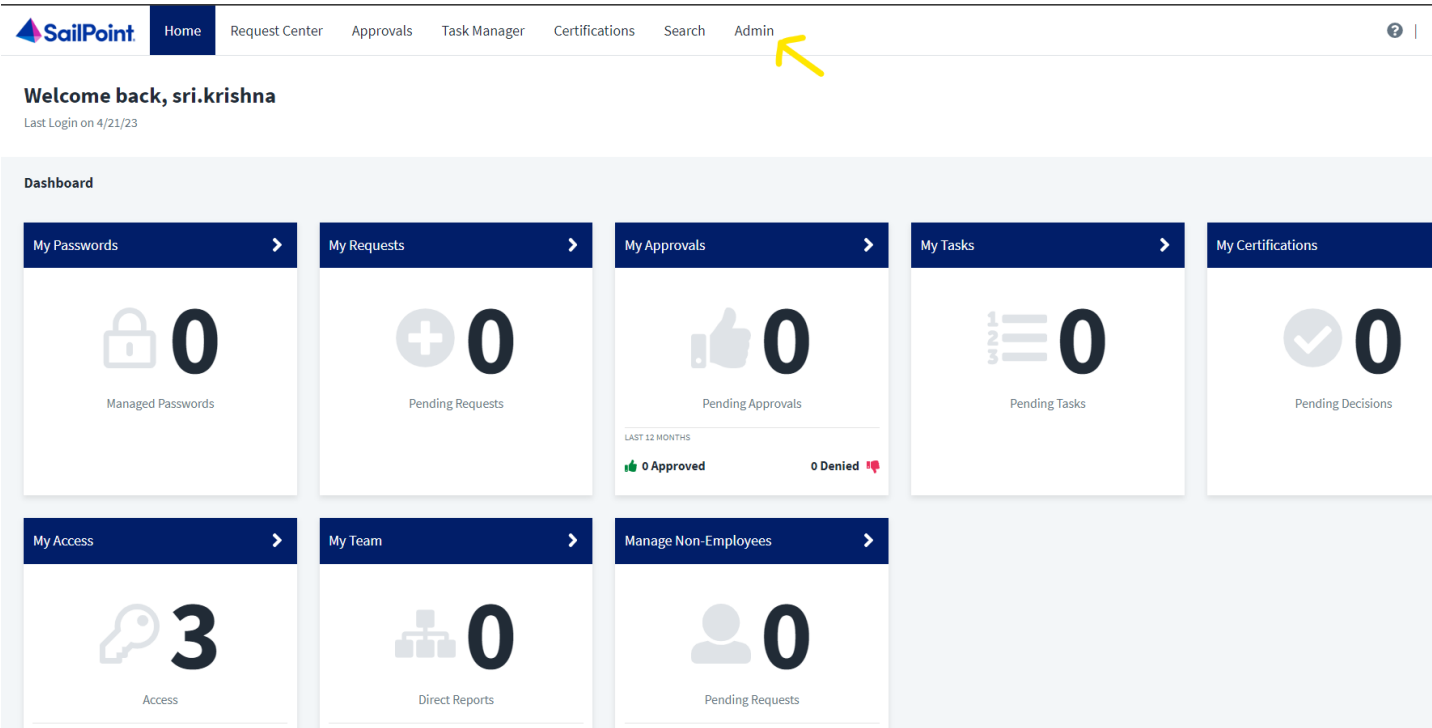 SailPoint. Home Request Center Approvals Task Manager Certifications Search Admin ? |
Welcome back, sri.krishna
Last Login on 4/21/23
Dashboard
My Passwords My Requests My Approvals My Tasks My Certifications
0 0 0 1 2 3 0 0
Managed Passwords Pending Requests Pending Approvals Pending Tasks Pending Decisions
LAST 12 MONTHS
0 Approved 0 Denied
My Access My Team Manage Non-Employees
3 0 0
Access Direct Reports Pending Requests